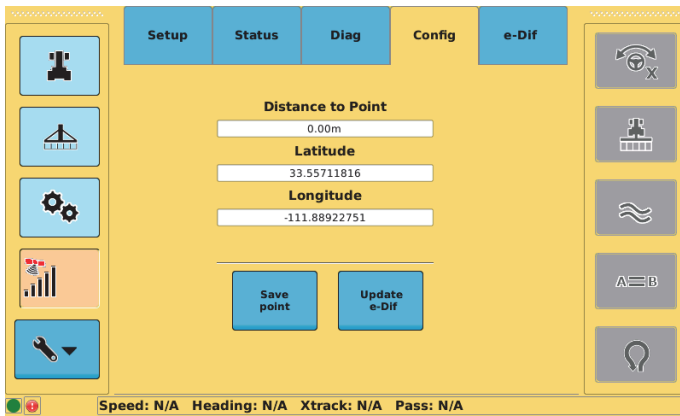 Setup Status Diag Config e-Dif
Distance to Point
0.00m
Latitude
33.55711816
Longitude
-111.88922751
Save
point
Update
e-Dif
X
A=B
Speed: N/A Heading: N/A Xtrack: N/A Pass: N/A